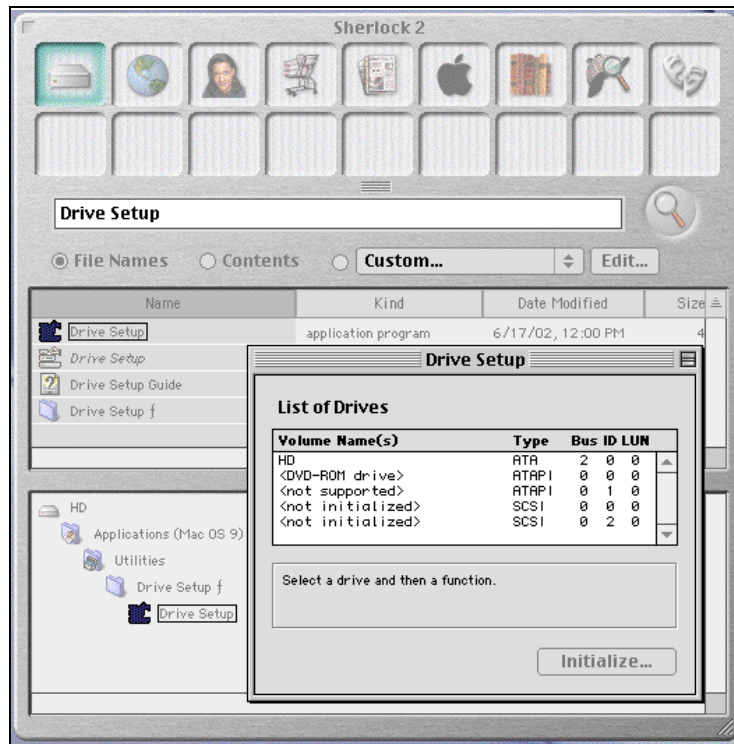 Sherlock 2
Drive Setup
File Names Contents Custom... Edit...
Name Kind Date Modified Size
Drive Setup application program 6/17/02, 12:00 PM 4
Drive Setup
Drive Setup Guide
Drive Setup ƒ
HD
Applications (Mac OS 9)
Utilities
Drive Setup ƒ
Drive Setup
Drive Setup
List of Drives
Volume Name(s) Type Bus ID LUN
HD ATA 2 0 0
<DVD-ROM drive> ATAPI 0 0 0
<not supported> ATAPI 0 1 0
<not initialized> SCSI 0 0 0
<not initialized> SCSI 0 2 0
Select a drive and then a function.
Initialize...